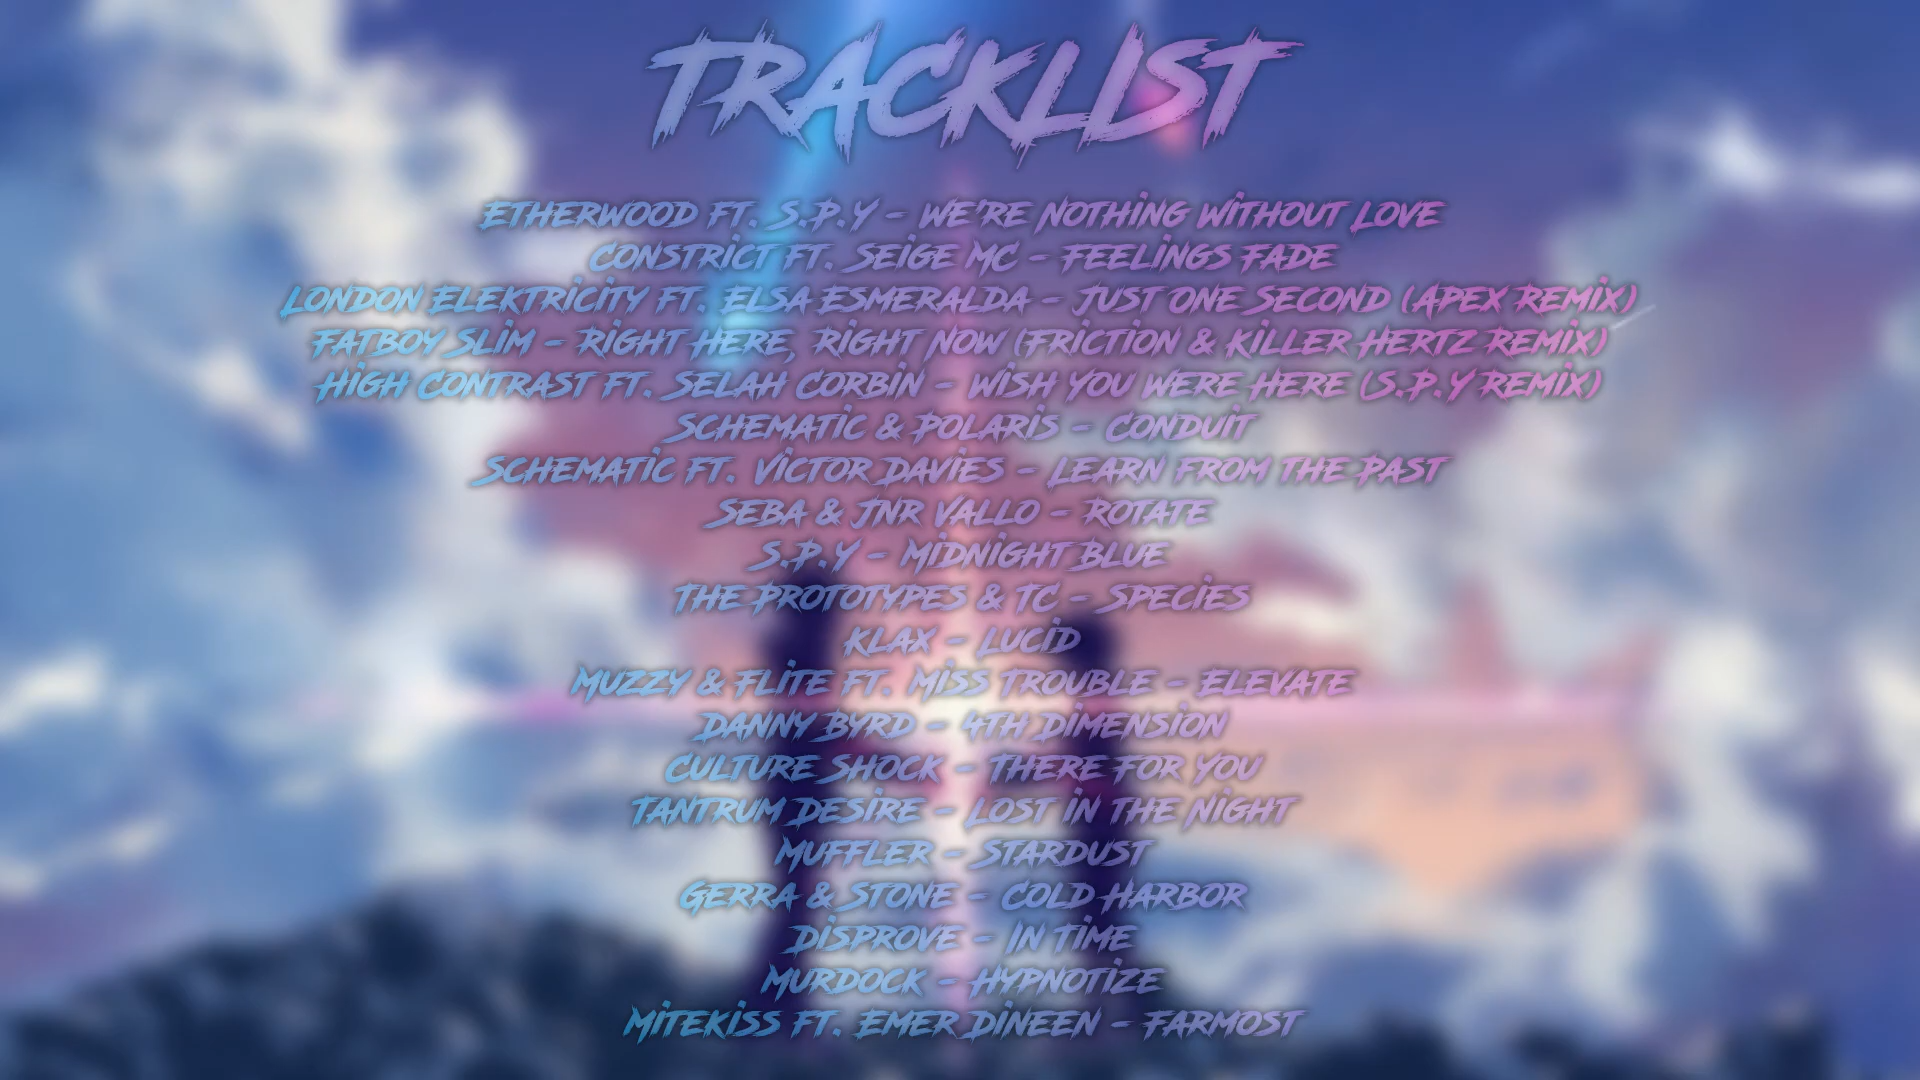 TRACKLIST
ETHERWOOD FT. S.P.Y - WE'RE NOTHING WITHOUT LOVE
CONSTRICT FT. SEIGE MC - FEELINGS FADE
LONDON ELEKTRICITY FT. ELSA ESMERALDA - JUST ONE SECOND (APEX REMIX)
FATBOY SLIM - RIGHT HERE, RIGHT NOW (FRICTION & KILLER HERTZ REMIX)
HIGH CONTRAST FT. SELAH CORBIN - WISH YOU WERE HERE (S.P.Y REMIX)
SCHEMATIC & POLARIS - CONDUIT
SCHEMATIC FT. VICTOR DAVIES - LEARN FROM THE PAST
SEBA & JNR VALLO - ROTATE
S.P.Y - MIDNIGHT BLUE
THE PROTOTYPES & TC - SPECIES
KLAX - LUCID
MUZZY & FLITE FT. MISS TROUBLE - ELEVATE
DANNY BYRD - 4TH DIMENSION
CULTURE SHOCK - THERE FOR YOU
TANTRUM DESIRE - LOST IN THE NIGHT
MUFFLER - STARDUST
GERRA & STONE - COLD HARBOR
DISPROVE - IN TIME
MURDOCK - HYPNOTIZE
MITEKISS FT. EMER DINEEN - FARMOST